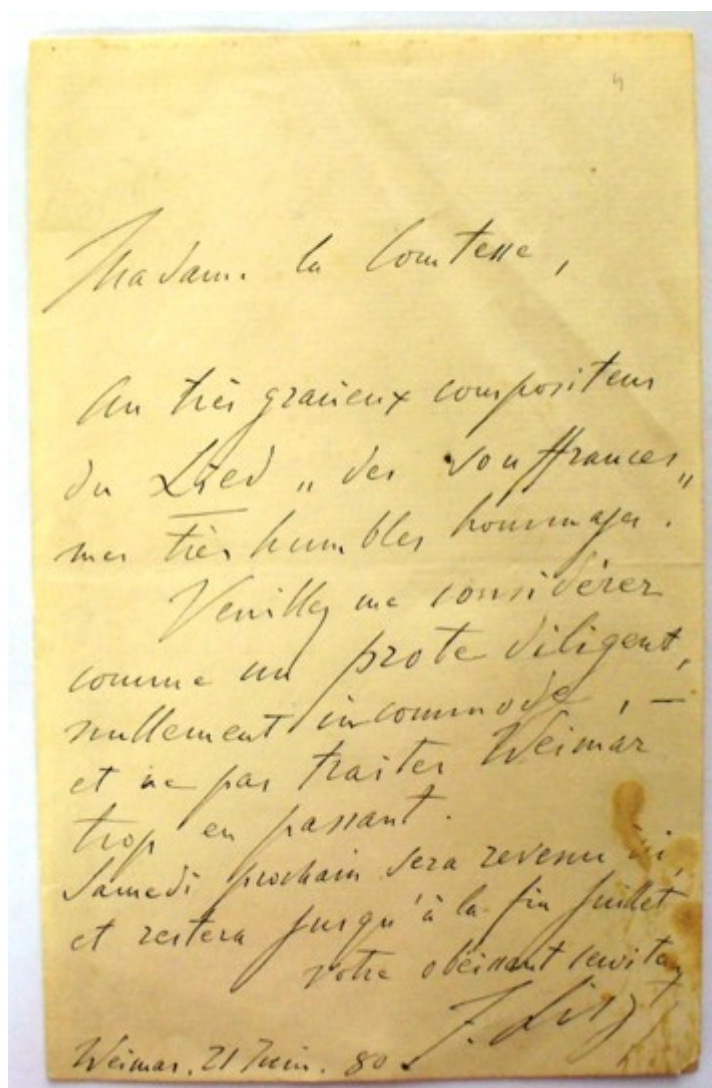 Madame la Comtesse,
Au très gracieux compositeur
du Lied „ des souffrances „
mes très humbles hommages.
Veuillez me considérer
comme un prote diligent,
nullement incommode, –
et ne pas traiter Weimar
trop en passant.
Samedi prochain sera revenu ici,
et restera jusqu'à la fin Juillet
votre obéissant serviteur
F. Liszt
Weimar. 21 Juin. 80